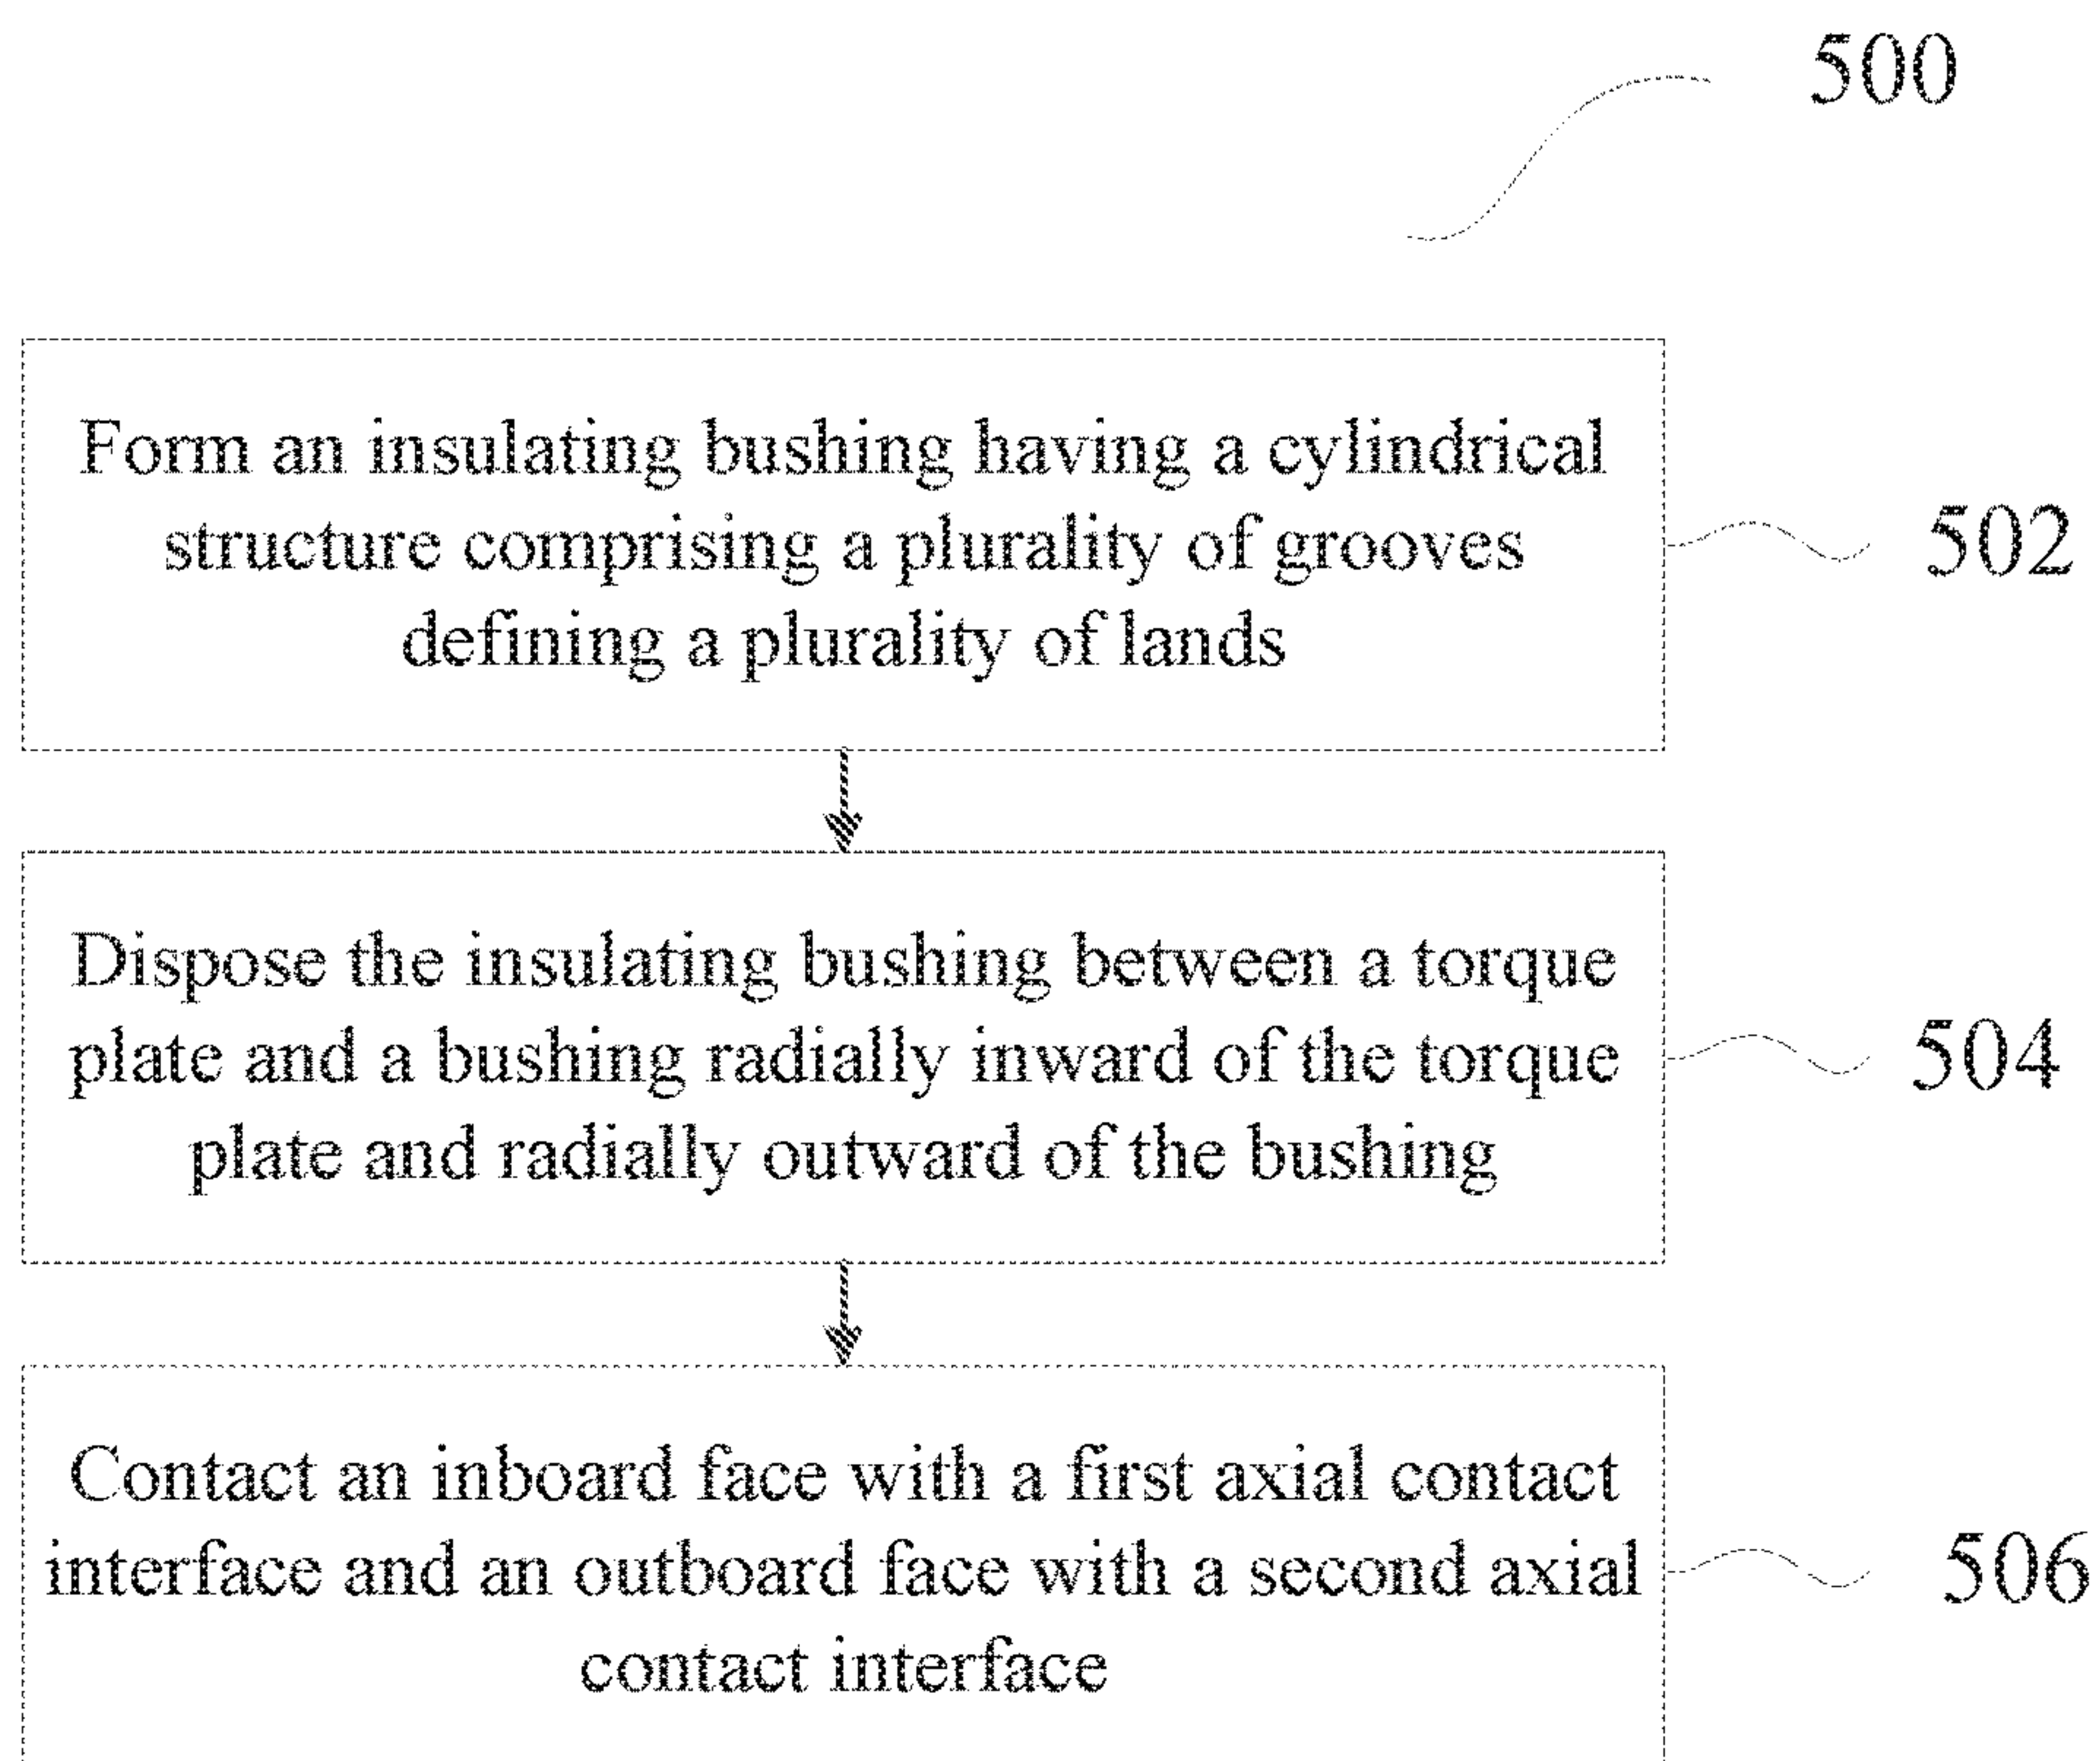 500
Form an insulating bushing having a cylindrical
structure comprising a plurality of grooves
defining a plurality of lands
502
Dispose the insulating bushing between a torque
plate and a bushing radially inward of the torque
plate and radially outward of the bushing
504
Contact an inboard face with a first axial contact
interface and an outboard face with a second axial
contact interface
506